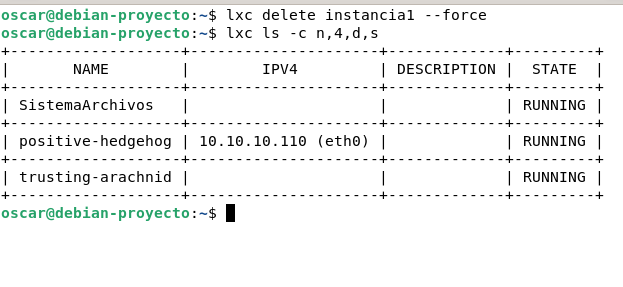 oscar@debian-proyecto:~$ lxc delete instancia1 --force
oscar@debian-proyecto:~$ lxc ls -c n,4,d,s
+-------------------+---------------------+-------------+---------+
|       NAME        |        IPV4         | DESCRIPTION |  STATE  |
+-------------------+---------------------+-------------+---------+
| SistemaArchivos   |                     |             | RUNNING |
+-------------------+---------------------+-------------+---------+
| positive-hedgehog | 10.10.10.110 (eth0) |             | RUNNING |
+-------------------+---------------------+-------------+---------+
| trusting-arachnid |                     |             | RUNNING |
+-------------------+---------------------+-------------+---------+
oscar@debian-proyecto:~$